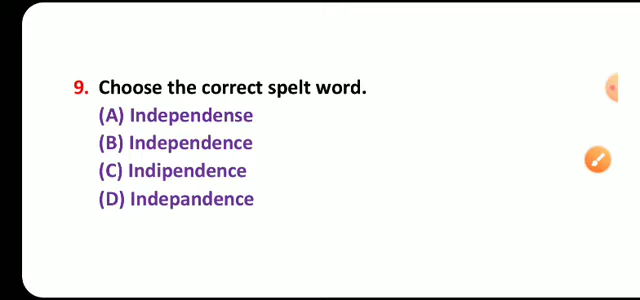 9. Choose the correct spelt word.
(A) Independense
(B) Independence
(C) Indipendence
(D) Indepandence